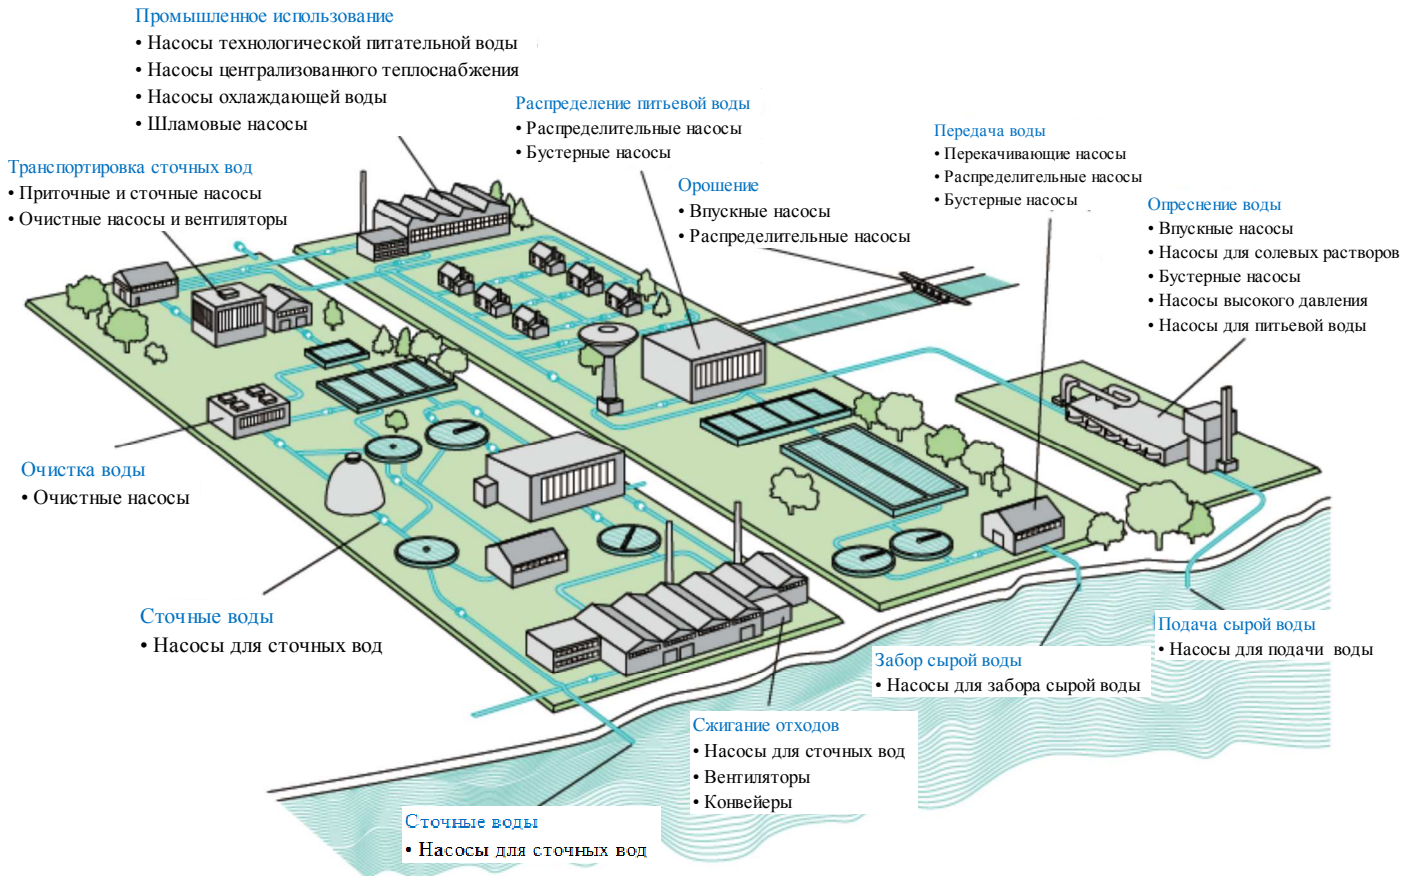 Промышленное использование
• Насосы технологической питательной воды
• Насосы централизованного теплоснабжения
• Насосы охлаждающей воды
• Шламовые насосы
Распределение питьевой воды
• Распределительные насосы
• Бустерные насосы
Передача воды
• Перекачивающие насосы
• Распределительные насосы
• Бустерные насосы
Транспортировка сточных вод
• Приточные и сточные насосы
• Очистные насосы и вентиляторы
Орошение
• Впускные насосы
• Распределительные насосы
Опреснение воды
• Впускные насосы
• Насосы для солевых растворов
• Бустерные насосы
• Насосы высокого давления
• Насосы для питьевой воды
Очистка воды
• Очистные насосы
Сточные воды
• Насосы для сточных вод
Подача сырой воды
• Насосы для подачи воды
Забор сырой воды
• Насосы для забора сырой воды
Сжигание отходов
• Насосы для сточных вод
• Вентиляторы
• Конвейеры
Сточные воды
• Насосы для сточных вод